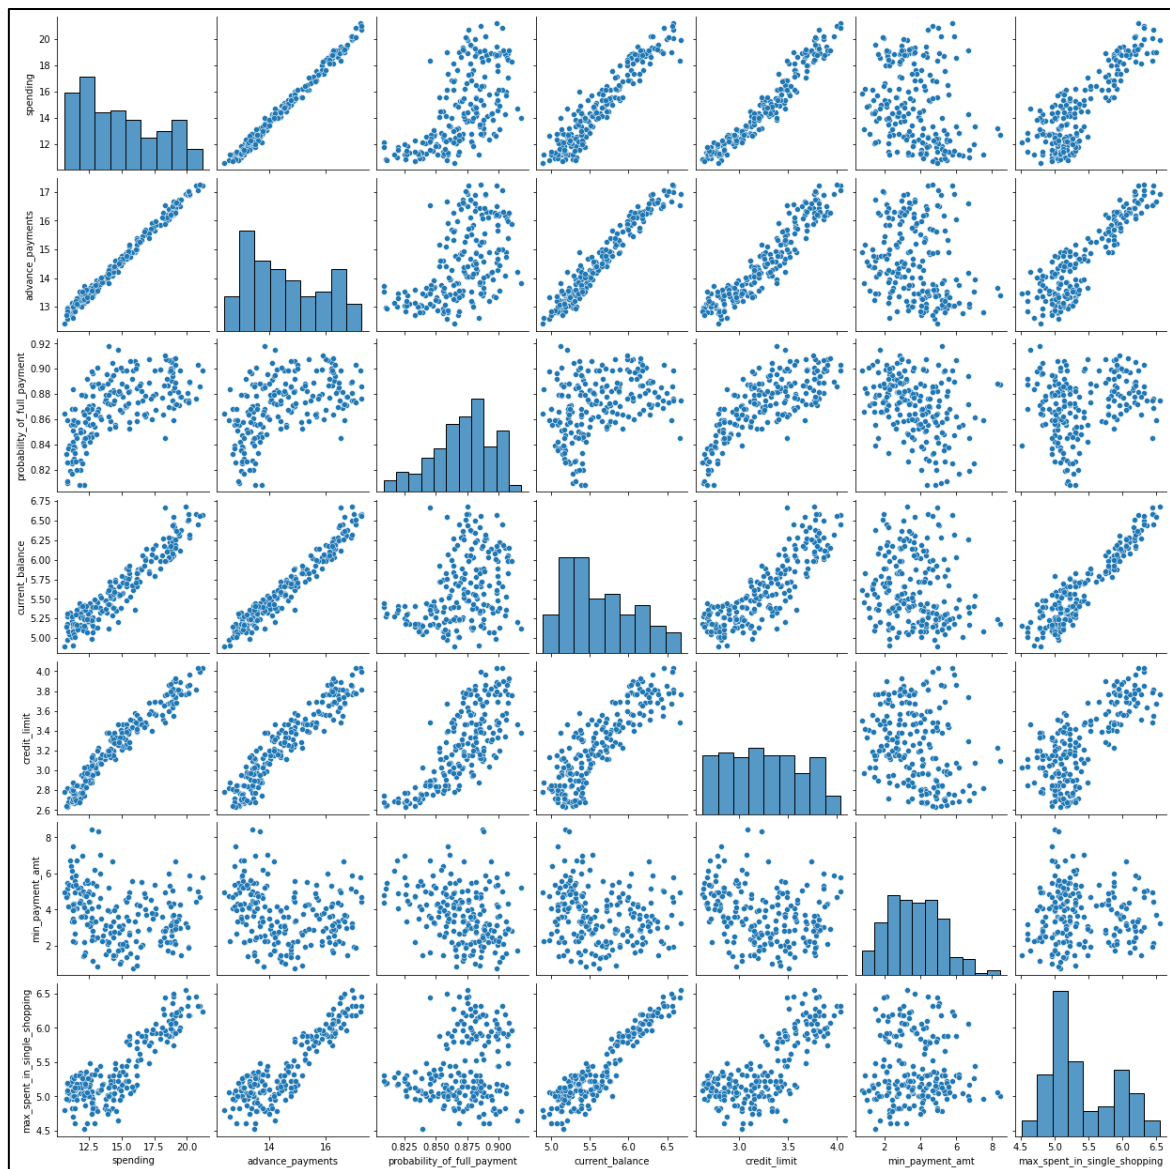 spending
20
18
16
14
12
advance_payments
17
16
15
14
13
probability_of_full_payment
0.92
0.90
0.88
0.86
0.84
0.82
current_balance
6.75
6.50
6.25
6.00
5.75
5.50
5.25
5.00
credit_limit
4.0
3.8
3.6
3.4
3.2
3.0
2.8
2.6
min_payment_amt
8
6
4
2
max_spent_in_single_shopping
6.5
6.0
5.5
5.0
4.5
12.5 15.0 17.5 20.0
14 16
0.825 0.850 0.875 0.900
5.0 5.5 6.0 6.5
3.0 3.5 4.0
2 4 6 8
4.5 5.0 5.5 6.0 6.5
spending
advance_payments
probability_of_full_payment
current_balance
credit_limit
min_payment_amt
max_spent_in_single_shopping